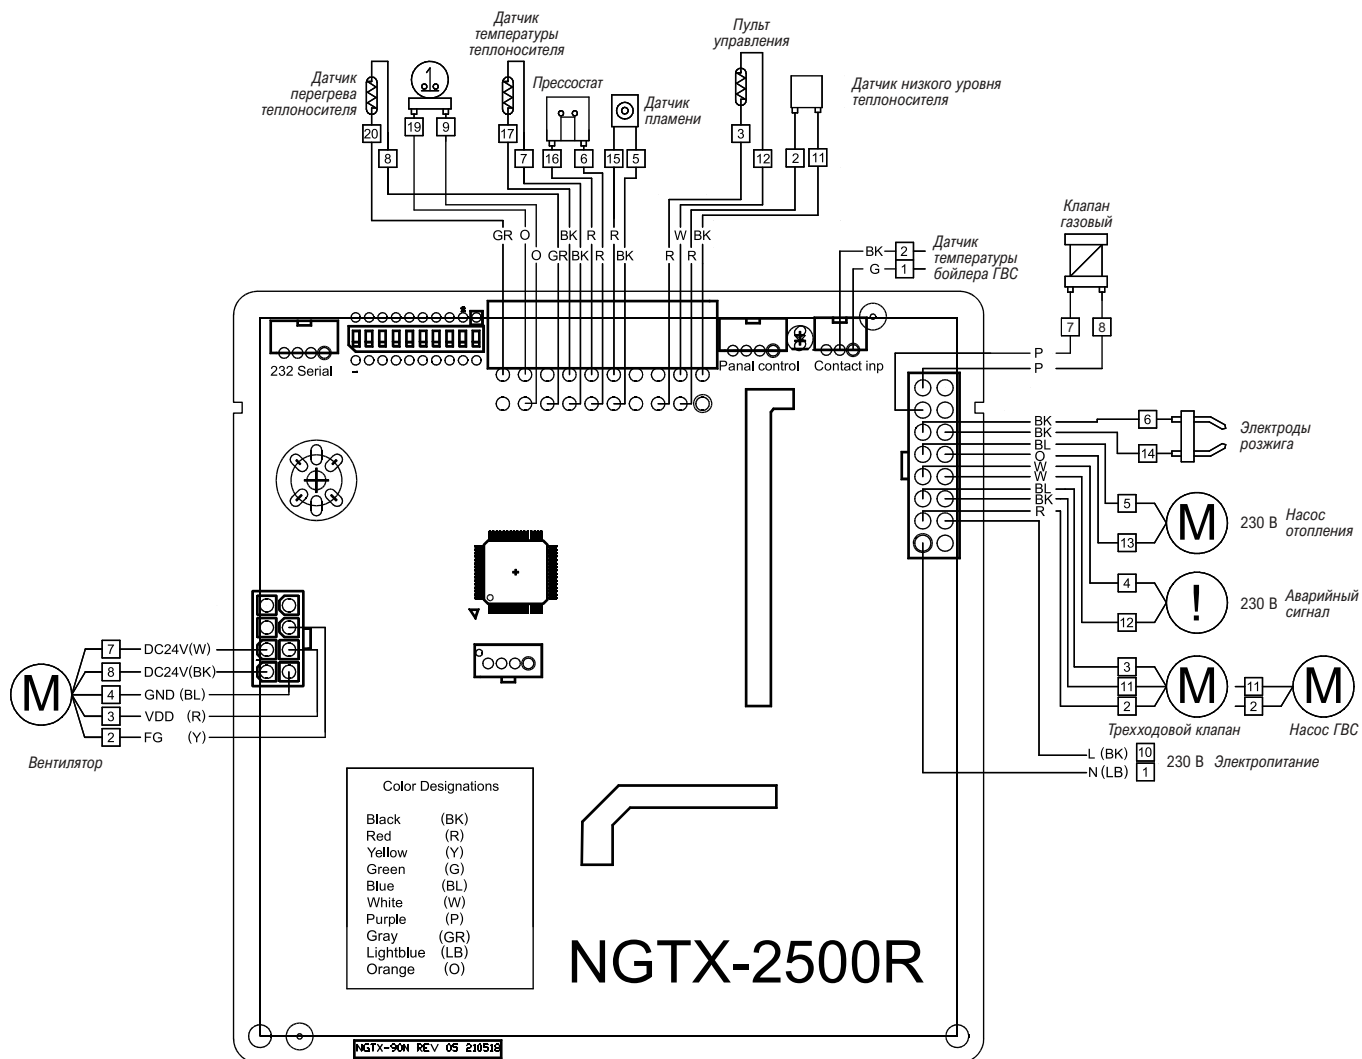 Датчик
температуры
теплоносителя
Пульт
управления
Датчик
перегрева
теплоносителя
Прессостат
Датчик
пламени
Датчик низкого уровня
теплоносителя
20
19
9
17
3
8
7
16
6
15
5
12
2
11
GR
O
BK
R
R
W
BK
O
GR
BK
R
BK
R
R
BK
2
G
1
Датчик
температуры
бойлера ГВС
Клапан
газовый
7
8
P
P
232 Serial
Panal control
Contact inp
BK
BK
BL
O
W
W
BL
BK
R
6
14
Электроды
розжига
5
13
M
230 В
Насос
отопления
4
12
!
230 В
Аварийный
сигнал
3
11
2
M
11
2
M
Трехходовой клапан
Насос ГВС
L (BK)
10
N (LB)
1
230 В
Электропитание
M
7
DC24V(W)
8
DC24V(BK)
4
GND (BL)
3
VDD (R)
2
FG (Y)
Вентилятор
Color Designations
Black (BK)
Red (R)
Yellow (Y)
Green (G)
Blue (BL)
White (W)
Purple (P)
Gray (GR)
Lightblue (LB)
Orange (O)
NGTX-2500R
NGTX-90N REV 05 210518